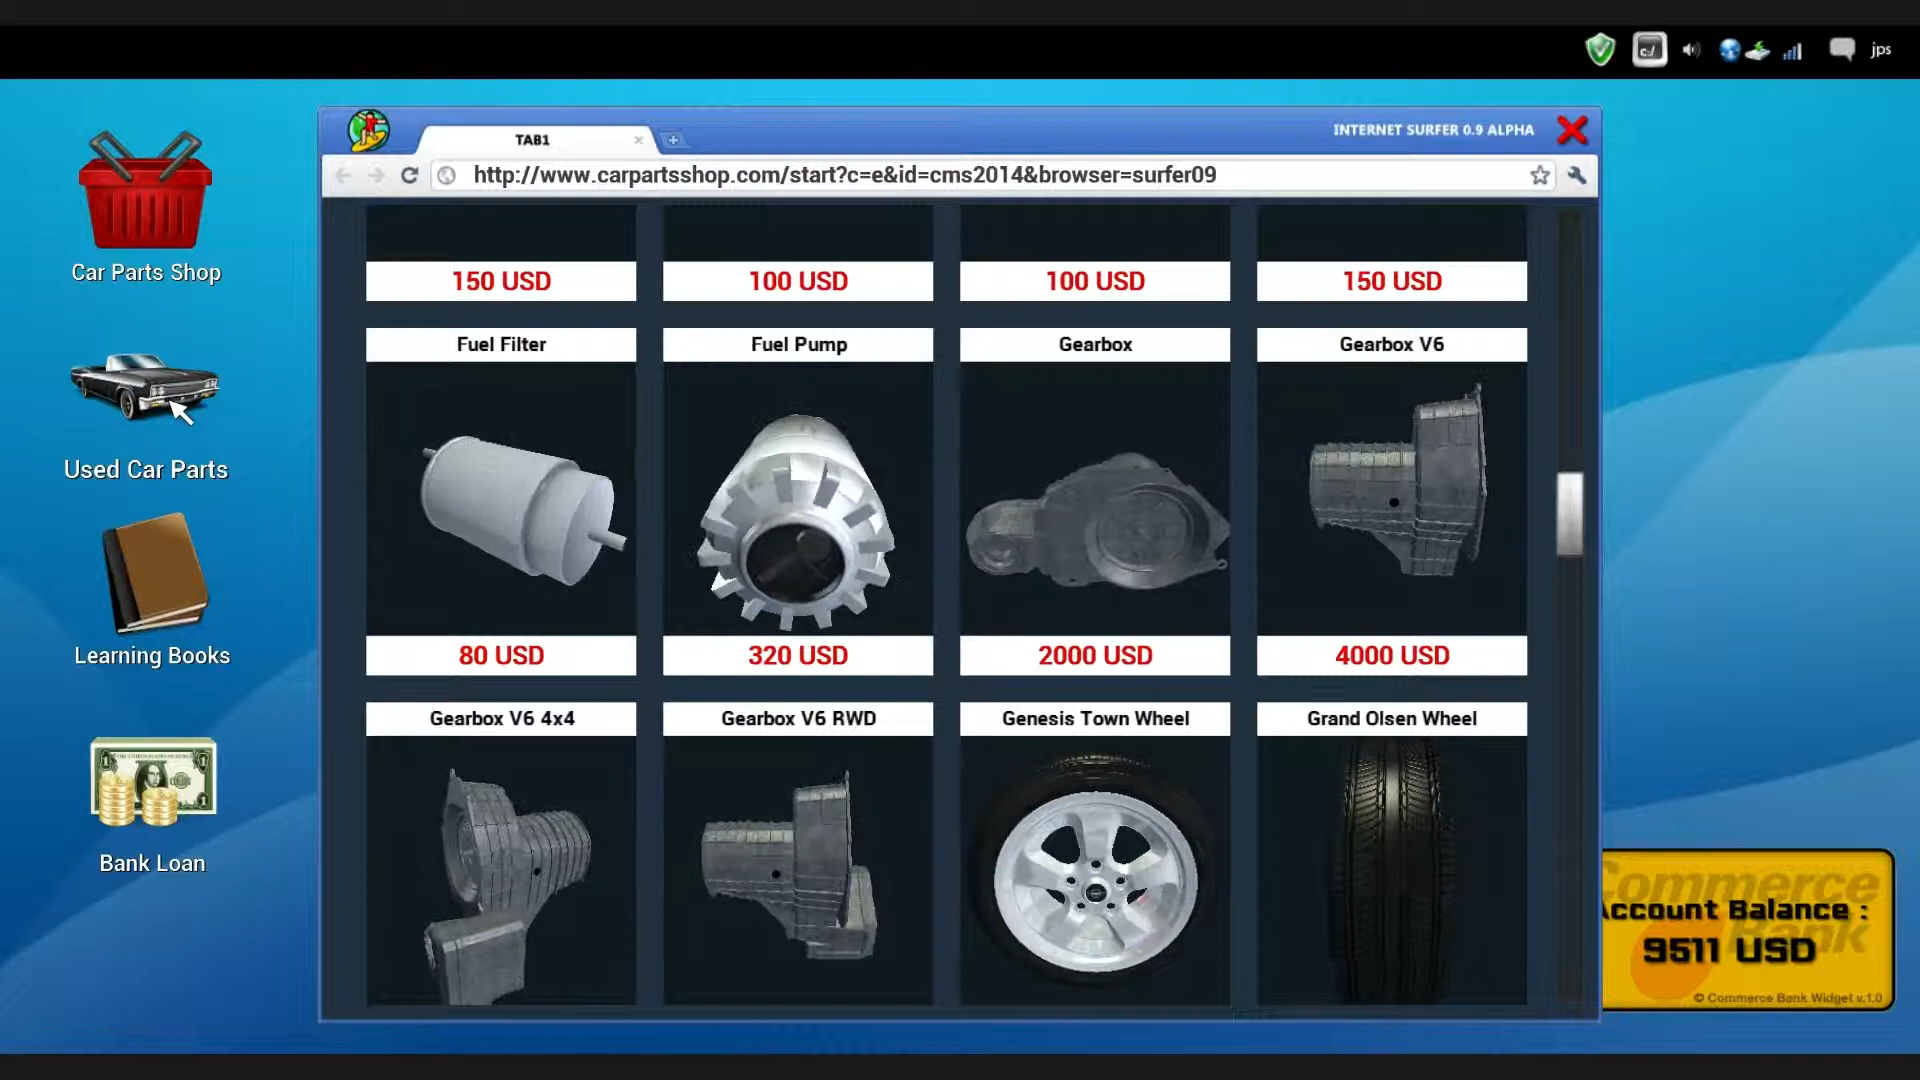 c:/
jps
TAB1
INTERNET SURFER 0.9 ALPHA
http://www.carpartsshop.com/start?c=e&id=cms2014&browser=surfer09
Car Parts Shop
Used Car Parts
Learning Books
Bank Loan
150 USD
100 USD
100 USD
150 USD
Fuel Filter
Fuel Pump
Gearbox
Gearbox V6
80 USD
320 USD
2000 USD
4000 USD
Gearbox V6 4x4
Gearbox V6 RWD
Genesis Town Wheel
Grand Olsen Wheel
Commerce
Bank
Account Balance :
9511 USD
© Commerce Bank Widget v.1.0